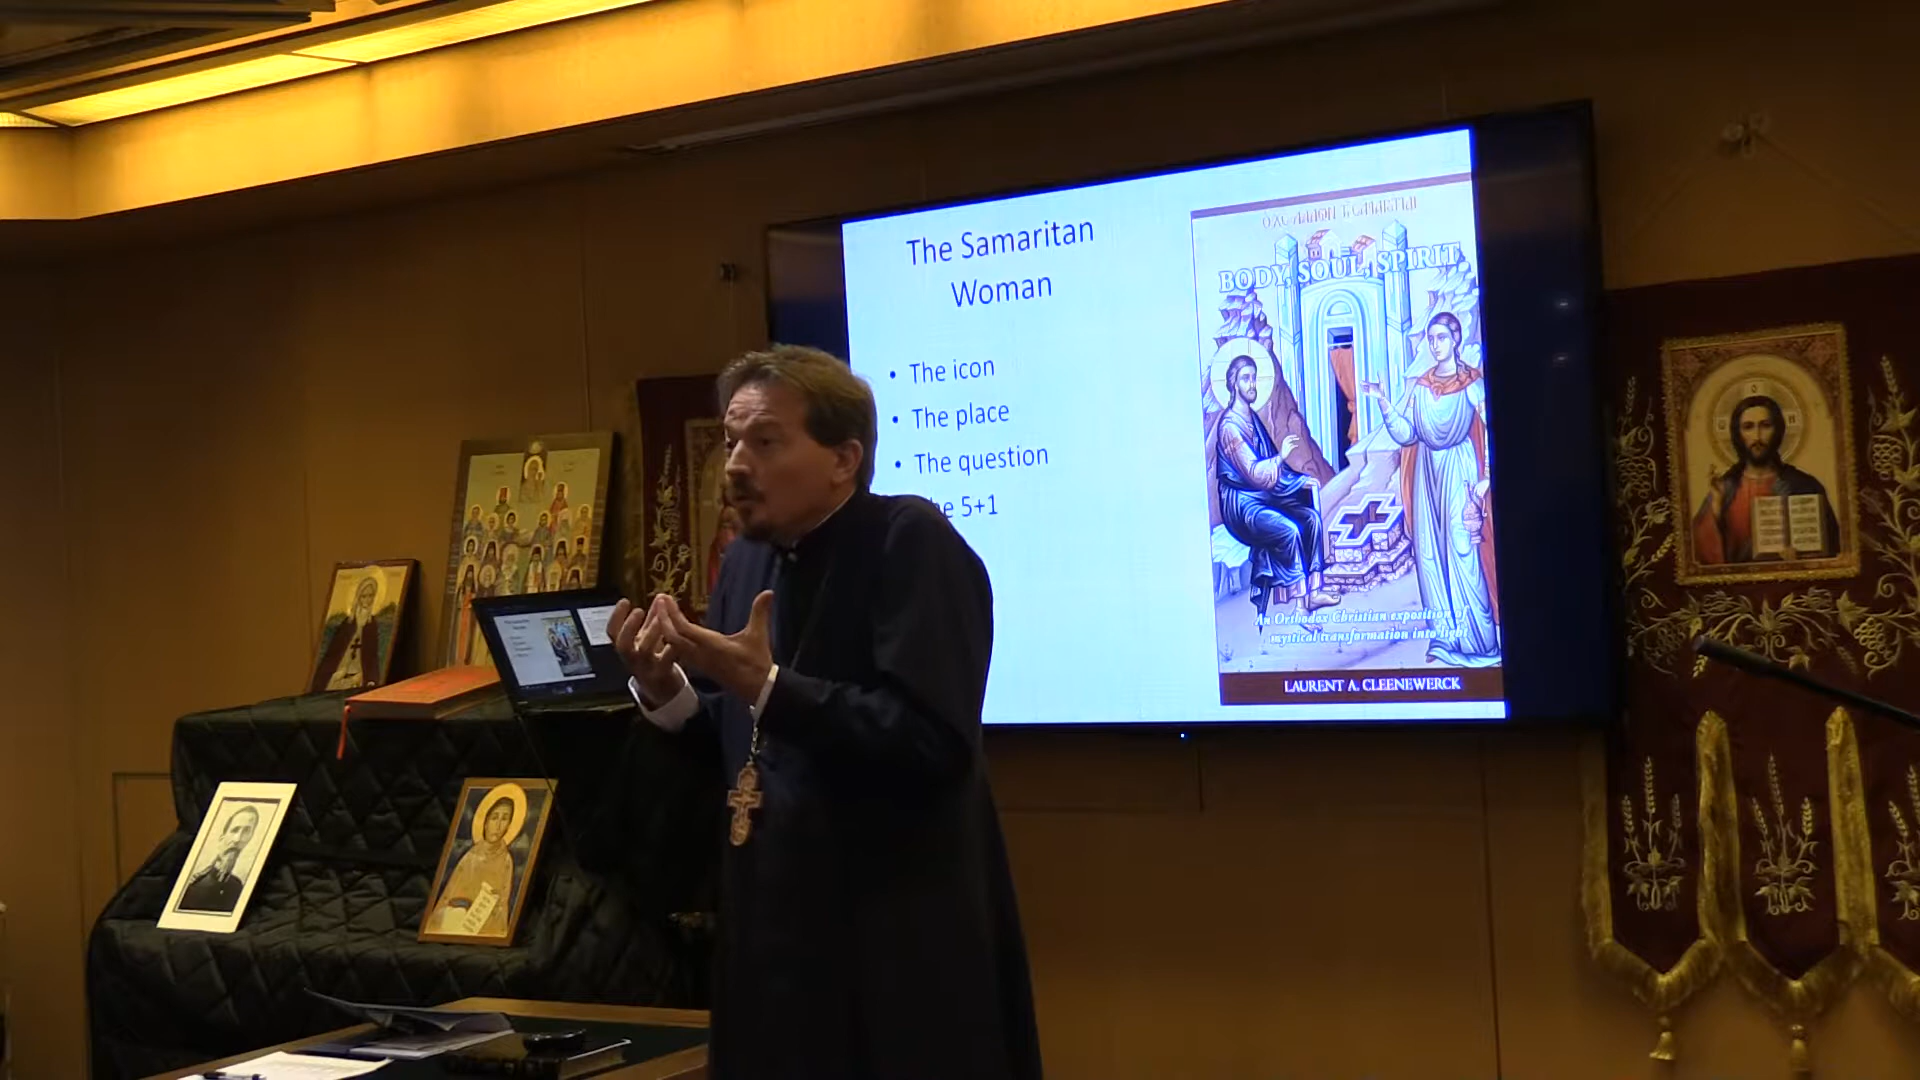 The Samaritan
Woman
• The icon
• The place
• The question
he 5+1
BODY, SOUL, SPIRIT
An Orthodox Christian exposition of
mystical transformation into light
LAURENT A. CLEENEWERCK